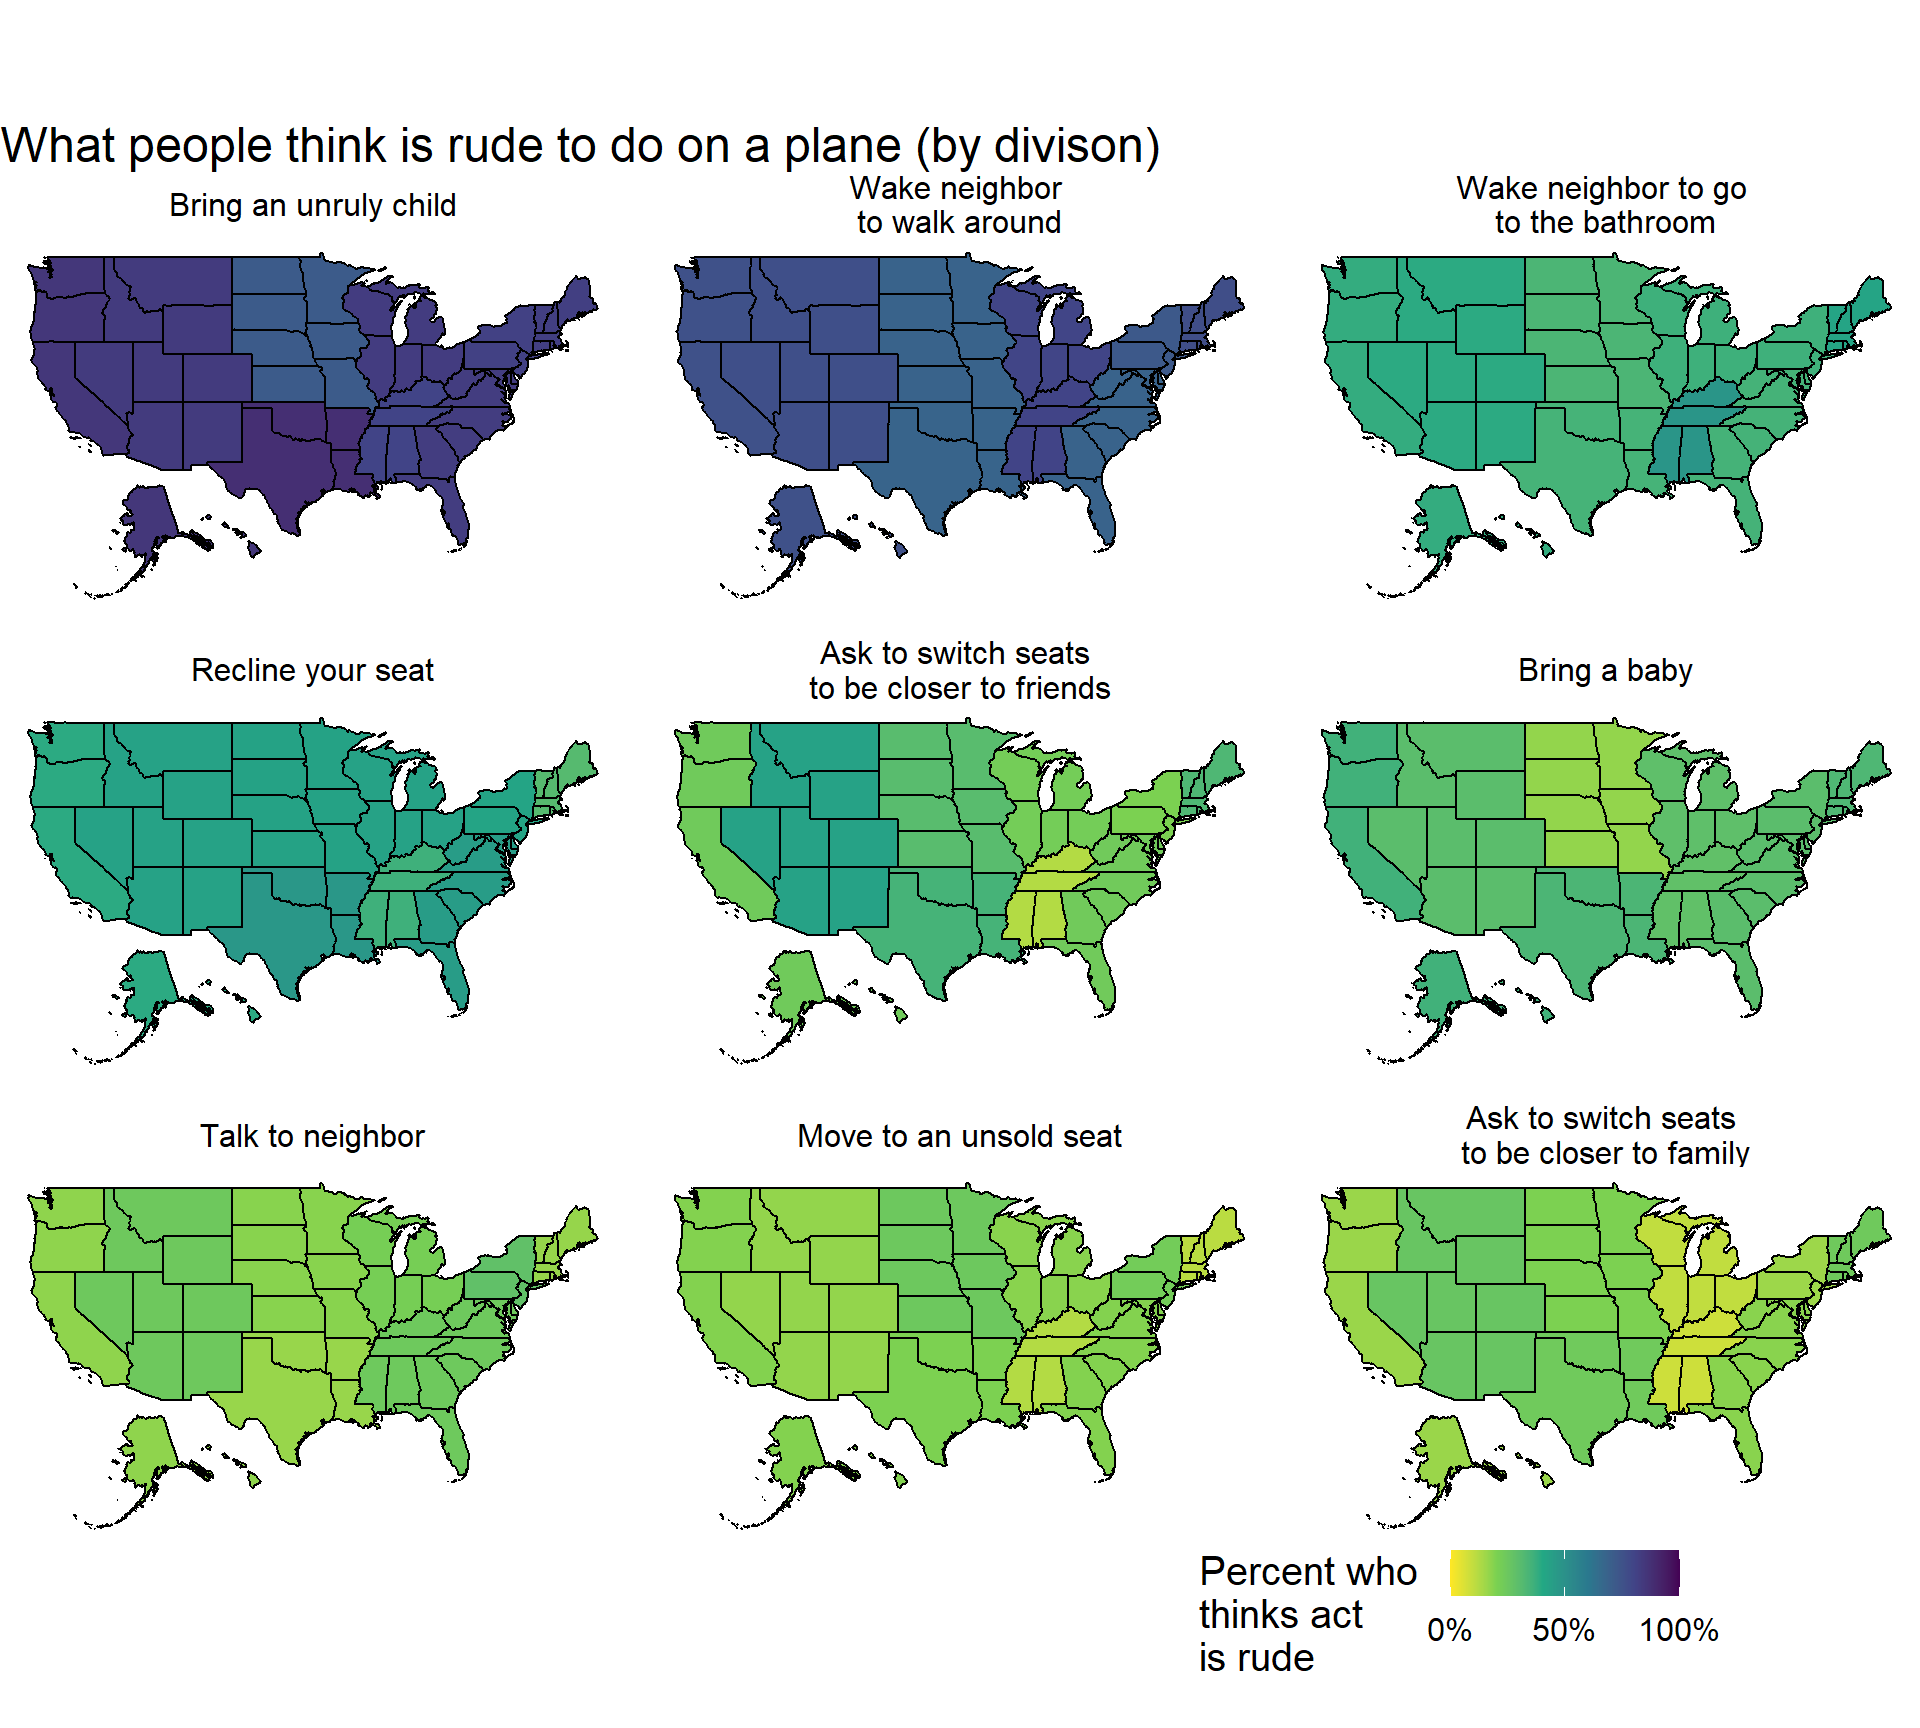 What people think is rude to do on a plane (by divison)
Bring an unruly child
Wake neighbor
to walk around
Wake neighbor to go
to the bathroom
Recline your seat
Ask to switch seats
to be closer to friends
Bring a baby
Talk to neighbor
Move to an unsold seat
Ask to switch seats
to be closer to family
Percent who
thinks act
is rude
0% 50% 100%